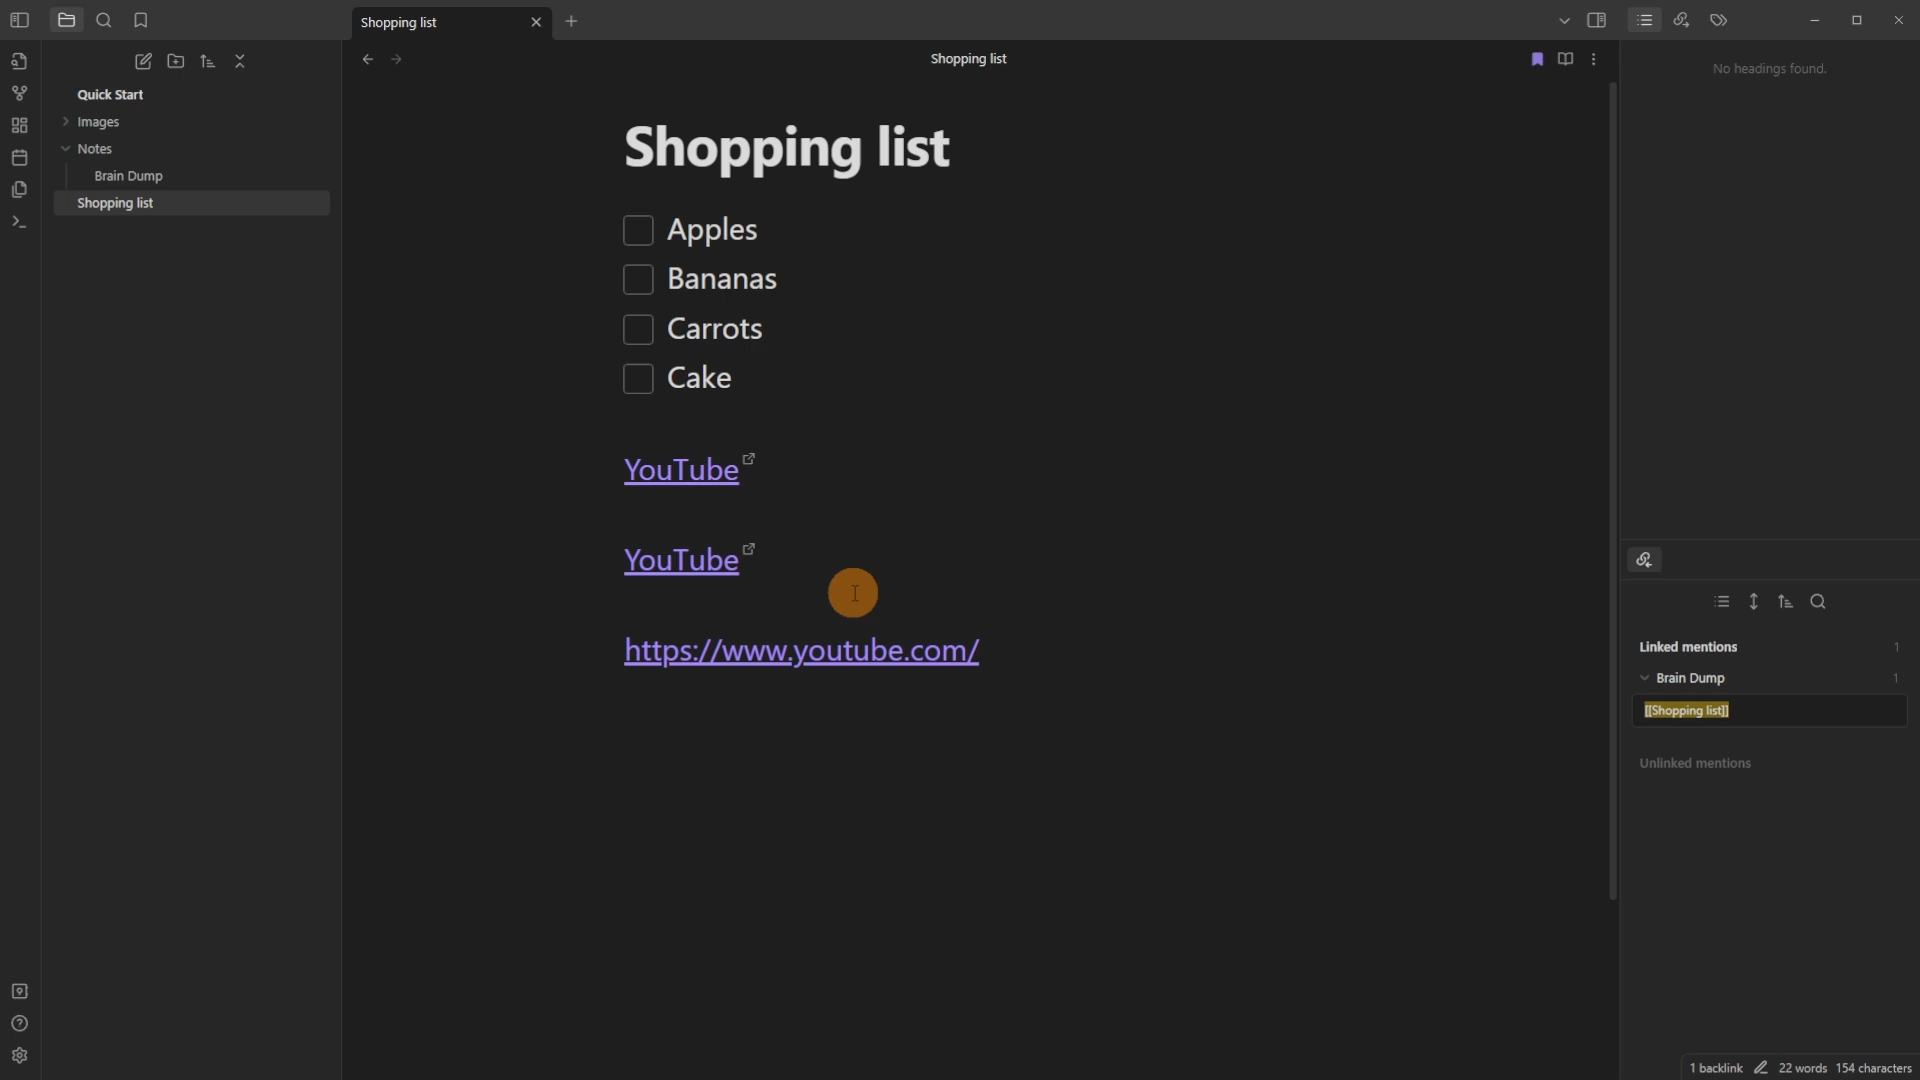 Shopping list
Shopping list
No headings found.
Quick Start
Images
Notes
Brain Dump
Shopping list
Shopping list
Apples
Bananas
Carrots
Cake
YouTube
YouTube
https://www.youtube.com/
Linked mentions 1
Brain Dump 1
[[Shopping list]]
Unlinked mentions
1 backlink 22 words 154 characters